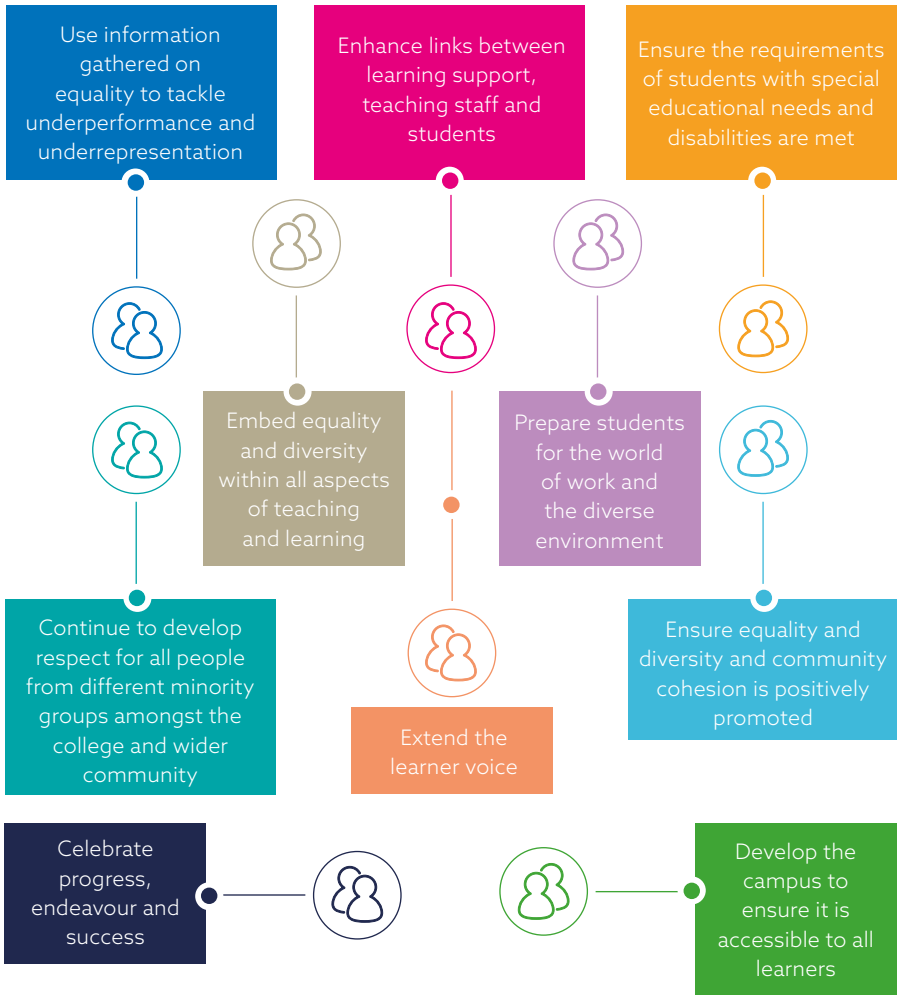 Use information
gathered on
equality to tackle
underperformance and
underrepresentation
Enhance links between
learning support,
teaching staff and
students
Ensure the requirements
of students with special
educational needs and
disabilities are met
Embed equality
and diversity
within all aspects
of teaching
and learning
Prepare students
for the world
of work and
the diverse
environment
Continue to develop
respect for all people
from different minority
groups amongst the
college and wider
community
Extend the
learner voice
Ensure equality and
diversity and community
cohesion is positively
promoted
Celebrate
progress,
endeavour and
success
Develop the
campus to
ensure it is
accessible to all
learners